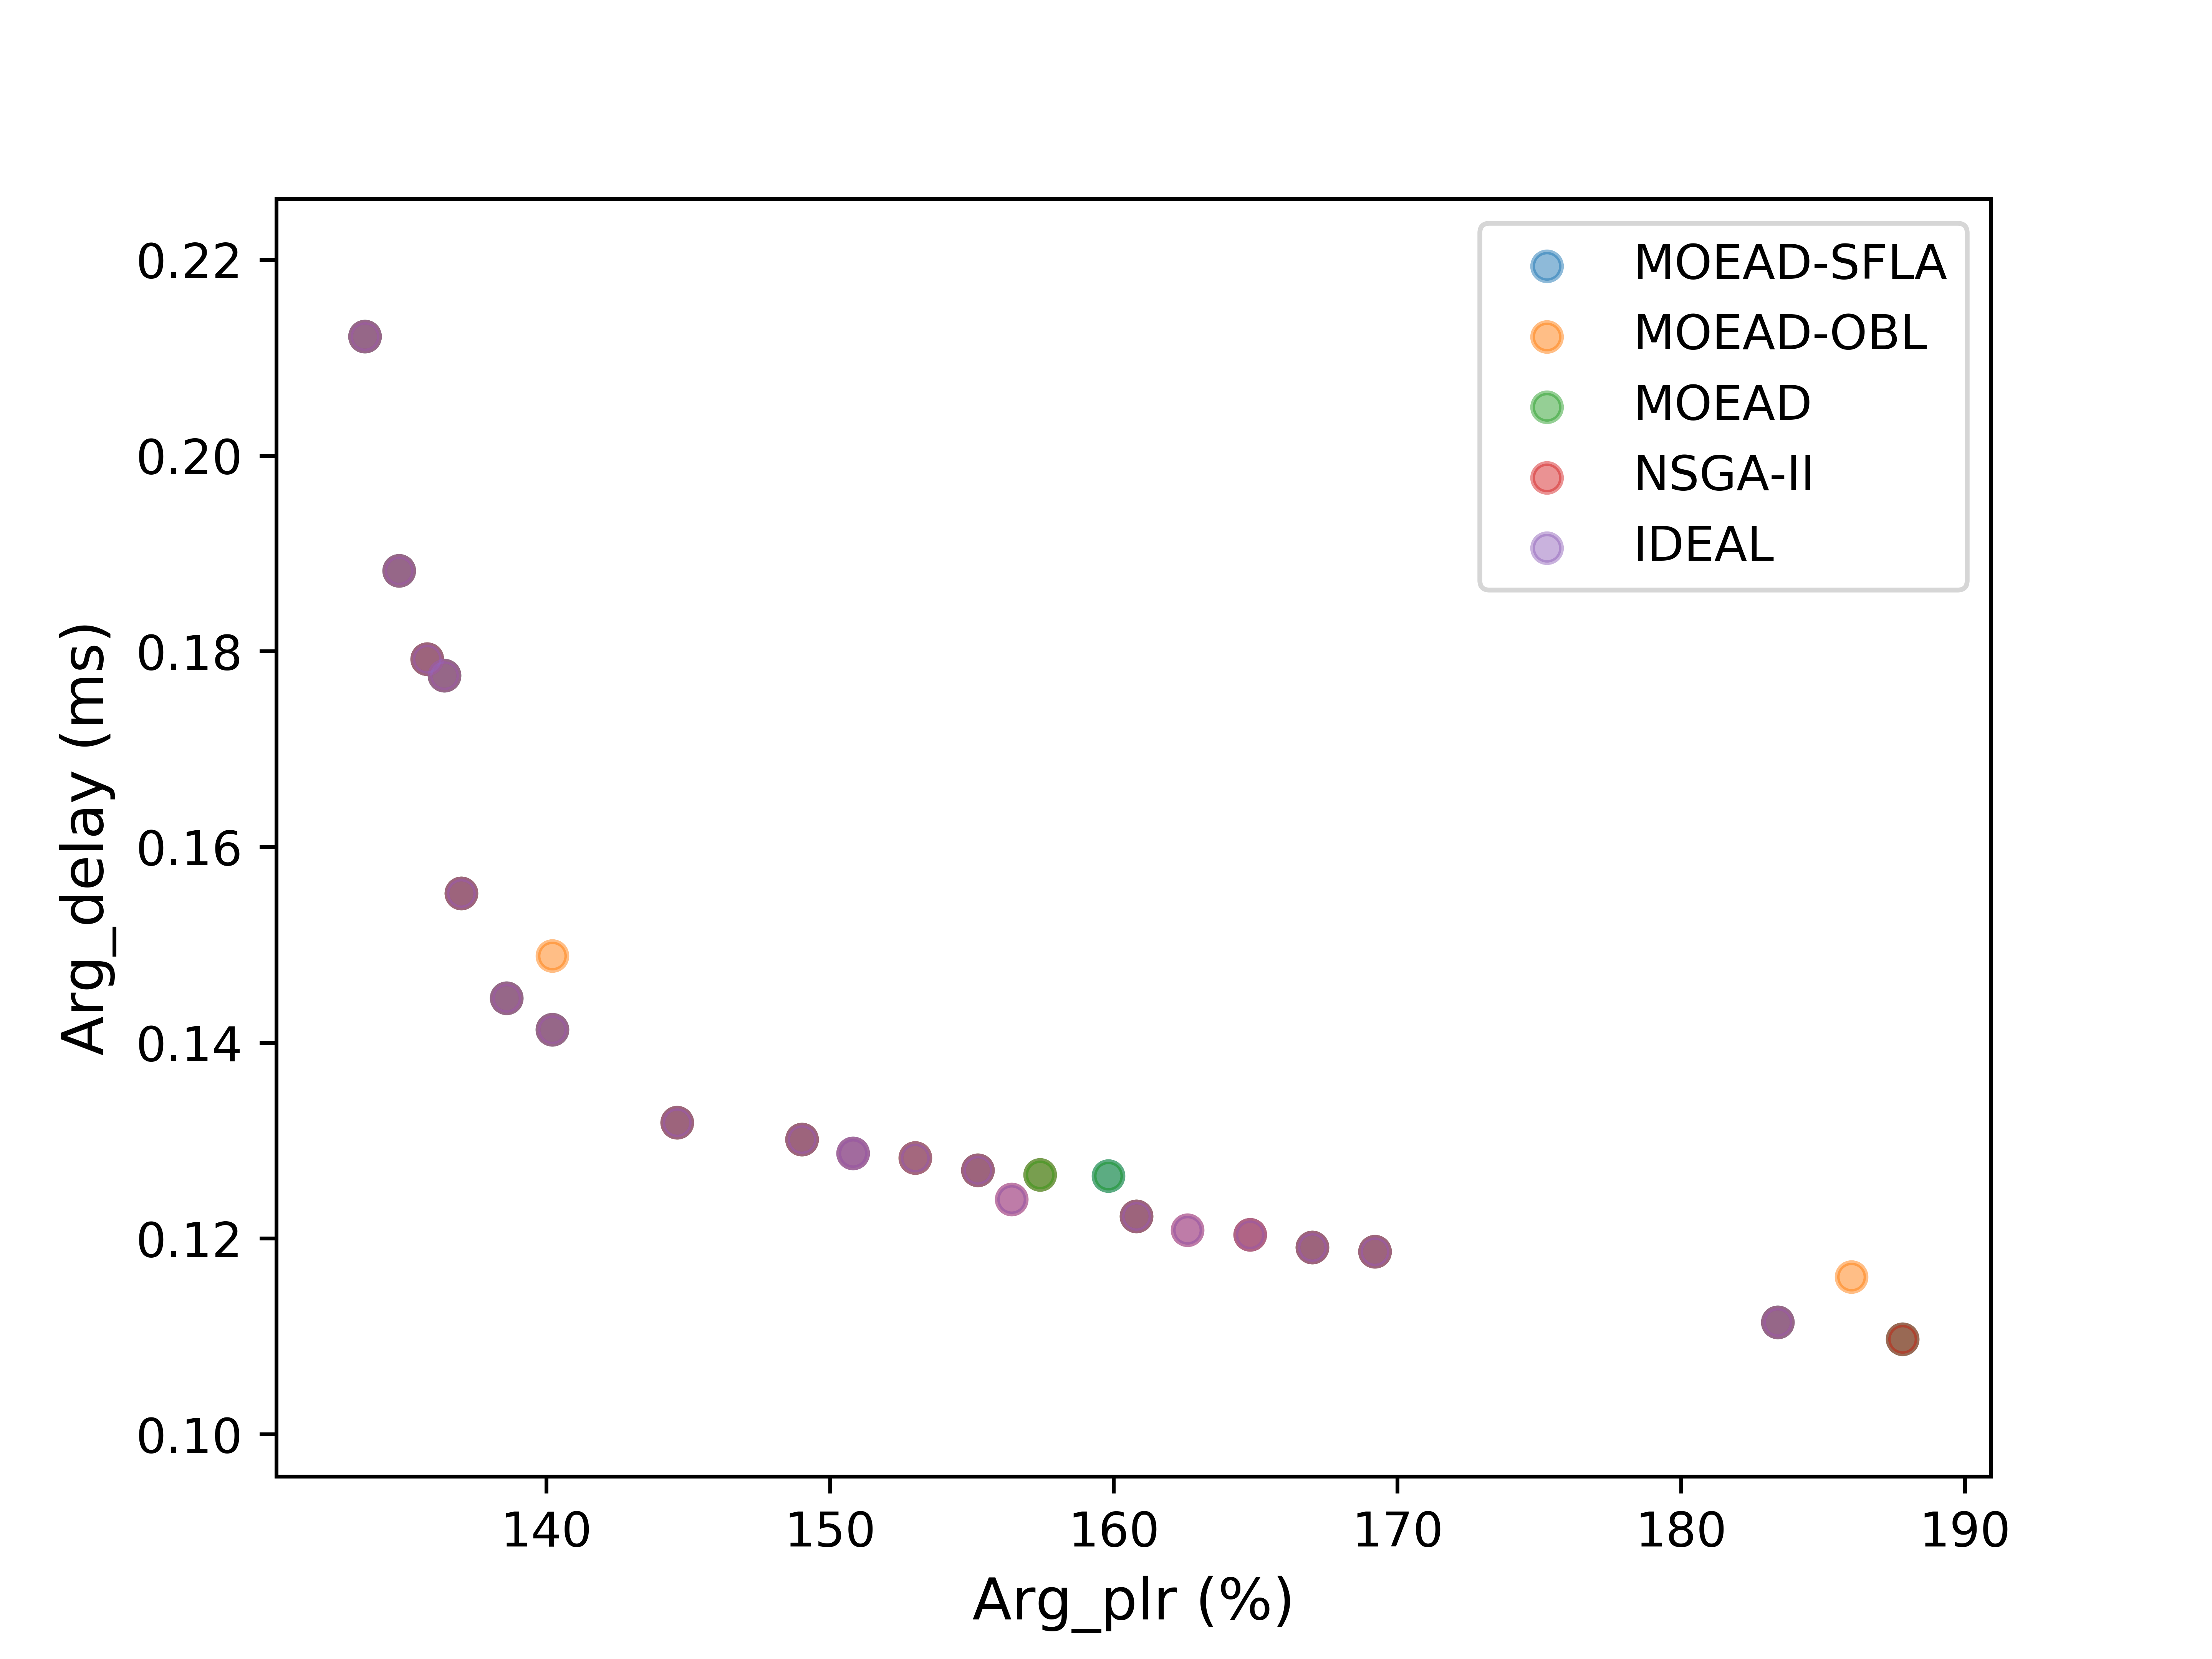 0.22
0.20
0.18
0.16
0.14
0.12
0.10
Arg_delay (ms)
140 150 160 170 180 190
Arg_plr (%)
MOEAD-SFLA
MOEAD-OBL
MOEAD
NSGA-II
IDEAL